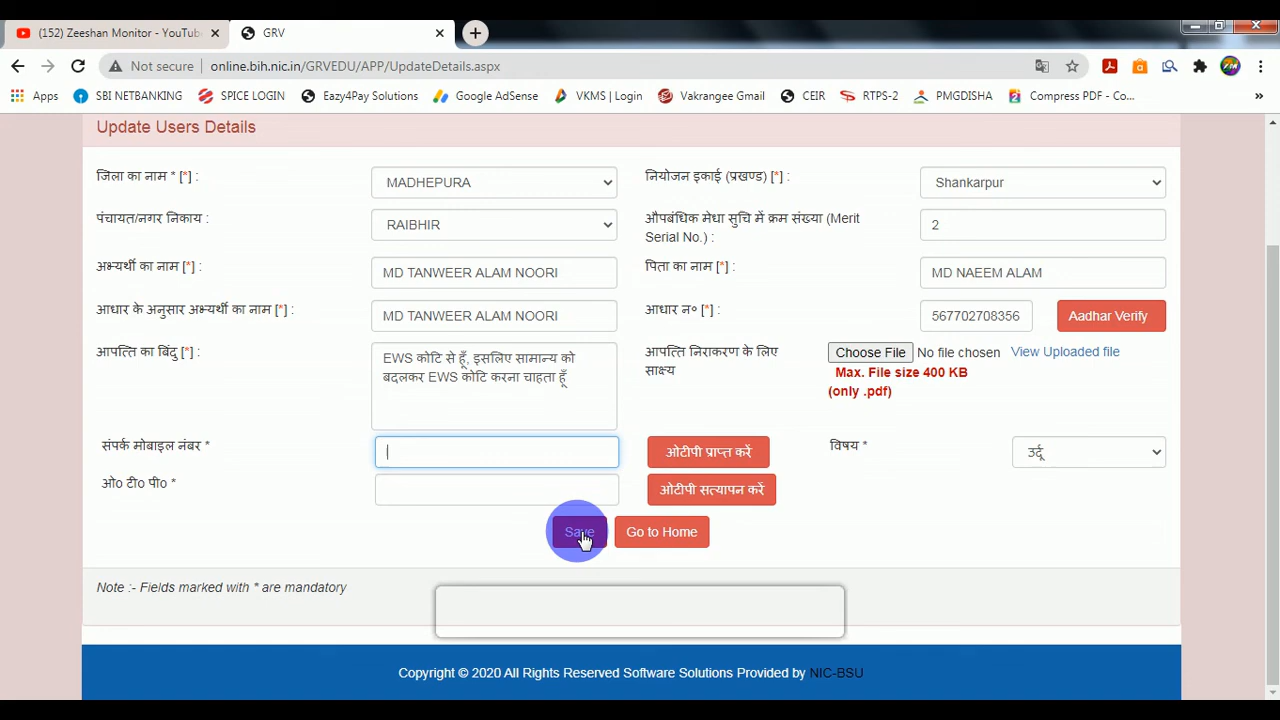 (152) Zeeshan Monitor - YouTube
GRV
Not secure
online.bih.nic.in/GRVEDU/APP/UpdateDetails.aspx
Apps
SBI NETBANKING
SPICE LOGIN
Eazy4Pay Solutions
Google AdSense
VKMS | Login
Vakrangee Gmail
CEIR
RTPS-2
PMGDISHA
Compress PDF - Co...
»
Update Users Details
जिला का नाम * [*] :
MADHEPURA
नियोजन इकाई (प्रखण्ड) [*] :
Shankarpur
पंचायत/नगर निकाय :
RAIBHIR
औपबंधिक मेधा सुचि में क्रम संख्या (Merit
Serial No.) :
2
अभ्यर्थी का नाम [*] :
MD TANWEER ALAM NOORI
पिता का नाम [*] :
MD NAEEM ALAM
आधार के अनुसार अभ्यर्थी का नाम [*] :
MD TANWEER ALAM NOORI
आधार न० [*] :
567702708356
Aadhar Verify
आपत्ति का बिंदु [*] :
EWS कोटि से हूँ, इसलिए सामान्य को
बदलकर EWS कोटि करना चाहता हूँ
आपत्ति निराकरण के लिए
साक्ष्य
Choose File
No file chosen
View Uploaded file
Max. File size 400 KB
(only .pdf)
संपर्क मोबाइल नंबर *
ओटीपी प्राप्त करें
विषय *
उर्दू
ओ० टी० पी० *
ओटीपी सत्यापन करें
Save
Go to Home
Note :- Fields marked with * are mandatory
Copyright © 2020 All Rights Reserved Software Solutions Provided by NIC-BSU